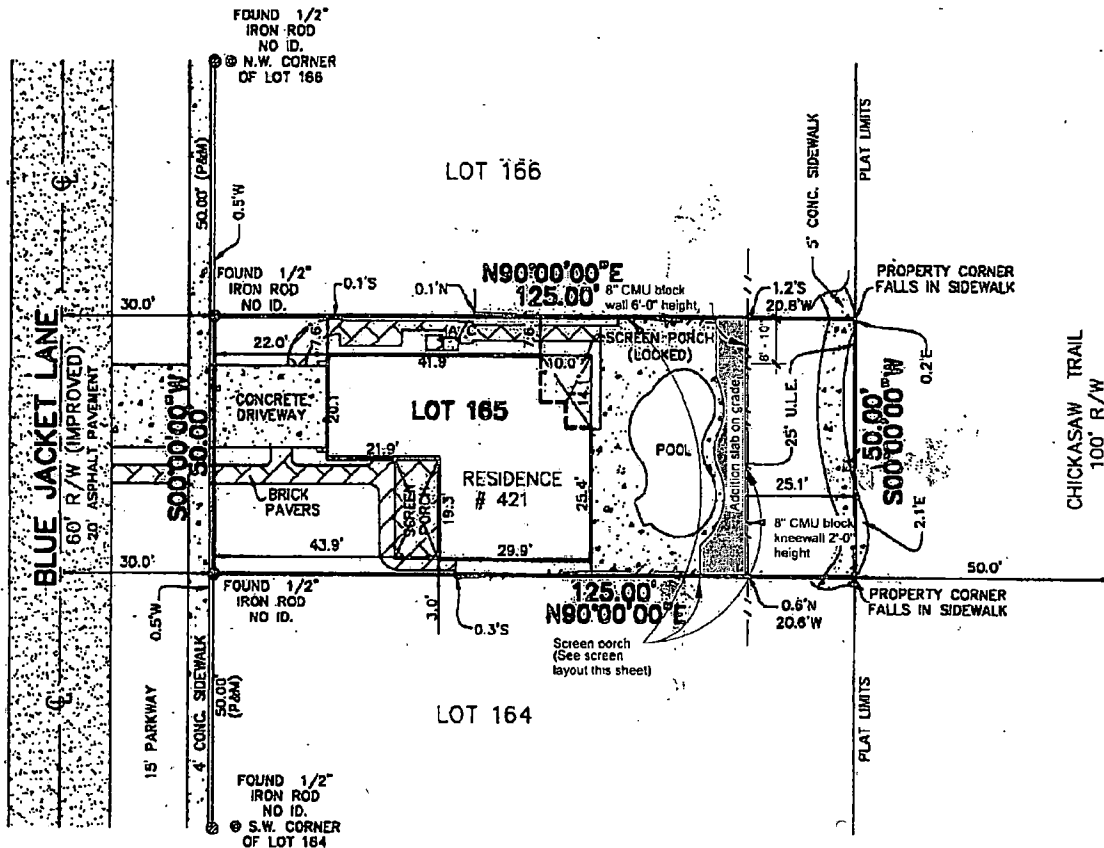 FOUND 1/2"
IRON ROD
NO ID.
@ N.W. CORNER
OF LOT 166
LOT 166
50.00' (P&M)
0.5'W
PLAT LIMITS
5' CONC. SIDEWALK
FOUND 1/2"
IRON ROD
NO ID.
0.1'S
0.1'N
N90°00'00"E
125.00'
8" CMU block
wall 6'-0" height
1.2'S
20.8'W
PROPERTY CORNER
FALLS IN SIDEWALK
30.0'
22.0'
7.6'
A/C
7.6'
SCREEN PORCH
(LOCKED)
6'-10"
0.2'E
BLUE JACKET LANE
60' R/W (IMPROVED)
20' ASPHALT PAVEMENT
S00°00'00"W
50.00'
CONCRETE
DRIVEWAY
20.1'
41.9'
10.0'
14.1'
LOT 165
21.9'
RESIDENCE
# 421
POOL
Addition slab on grade
25' U.L.E.
25.1'
50.00'
S00°00'00"W
CHICKASAW TRAIL
100' R/W
BRICK
PAVERS
SCREEN
PORCH
19.3'
25.4'
8" CMU block
kneewall 2'-0"
height
2.1'E
30.0'
43.9'
29.9'
50.0'
FOUND 1/2"
IRON ROD
NO ID.
3.0'
0.3'S
125.00'
N90°00'00"E
0.6'N
20.6'W
PROPERTY CORNER
FALLS IN SIDEWALK
Screen porch
(See screen
layout this sheet)
0.5'W
15' PARKWAY
4' CONC. SIDEWALK
50.00'
(P&M)
LOT 164
PLAT LIMITS
FOUND 1/2"
IRON ROD
NO ID.
@ S.W. CORNER
OF LOT 164